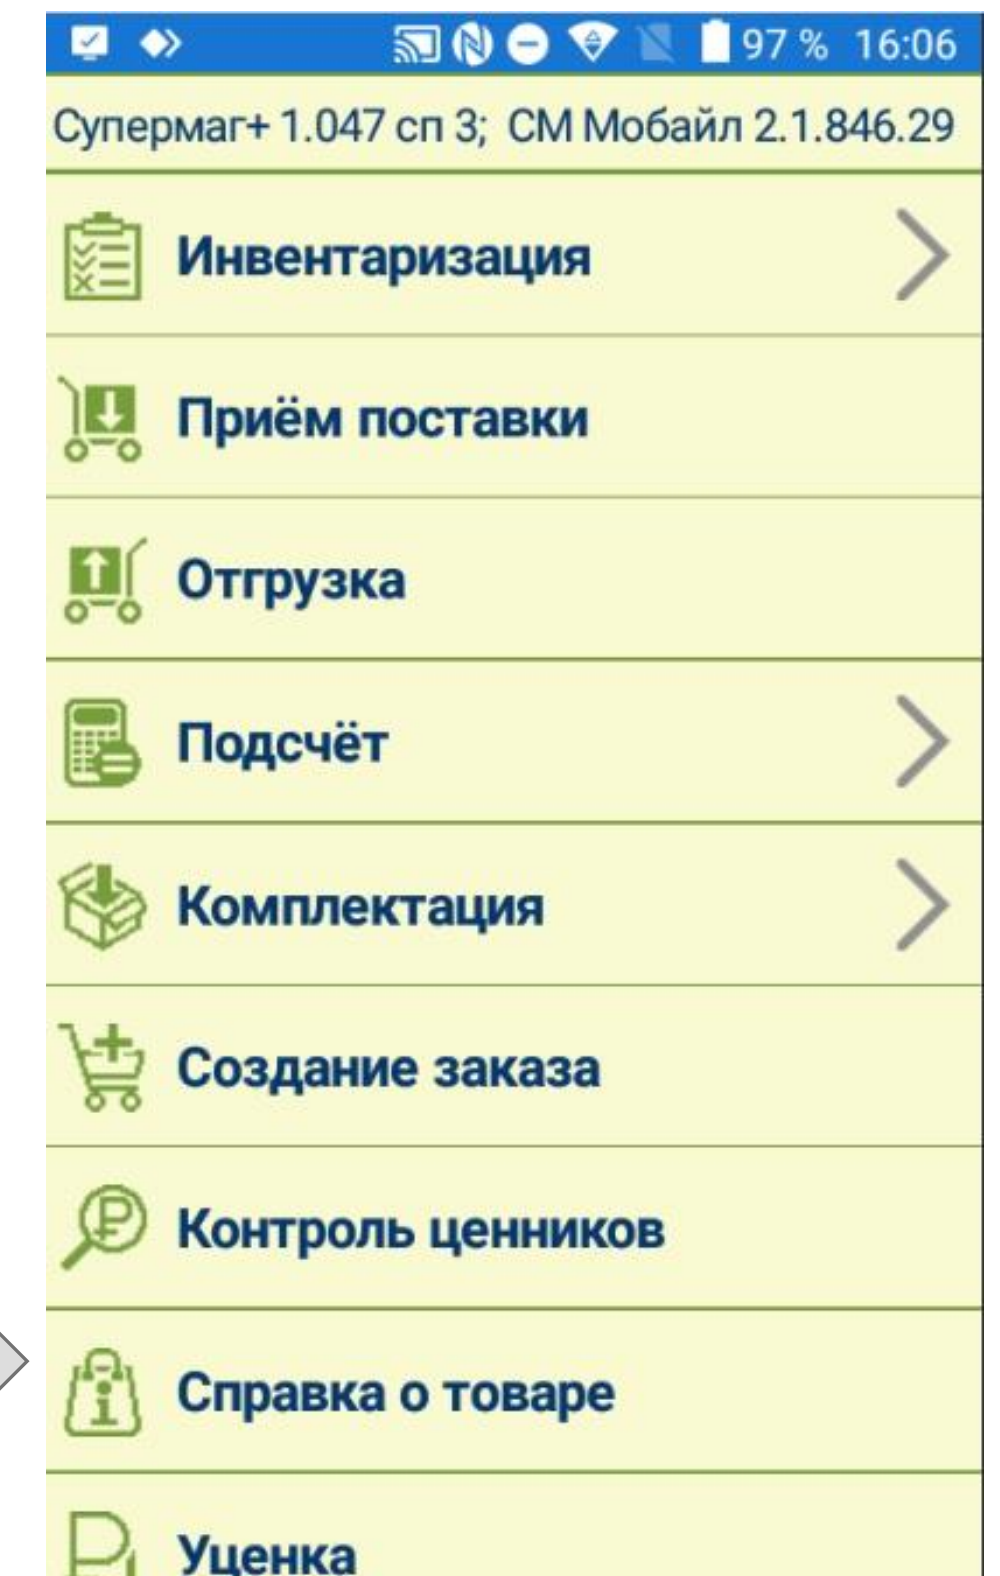 97 % 16:06
Супермаг+ 1.047 сп 3; СМ Мобайл 2.1.846.29
Инвентаризация
Приём поставки
Отгрузка
Подсчёт
Комплектация
Создание заказа
Контроль ценников
Справка о товаре
Уценка